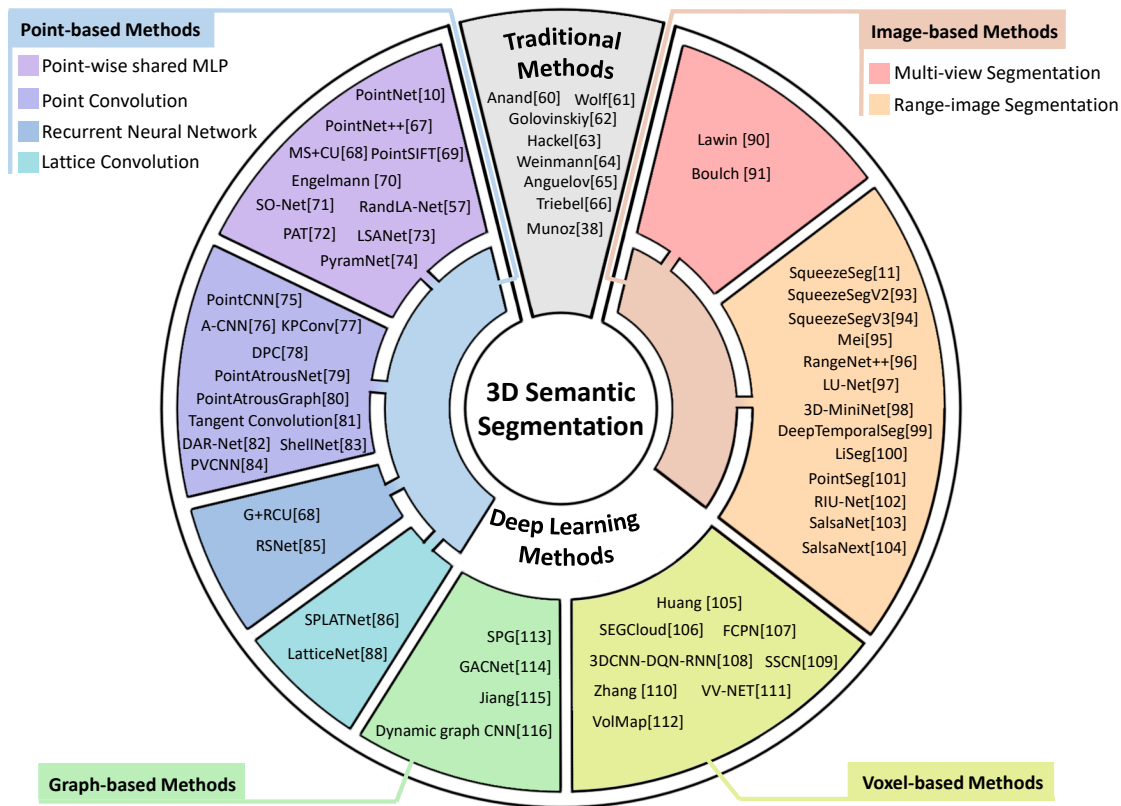 Point-based Methods
Point-wise shared MLP
Point Convolution
Recurrent Neural Network
Lattice Convolution
Traditional
Methods
Anand[60] Wolf[61]
Golovinskiy[62]
Hackel[63]
Weinmann[64]
Anguelov[65]
Triebel[66]
Munoz[38]
Image-based Methods
Multi-view Segmentation
Range-image Segmentation
PointNet[10]
PointNet++[67]
MS+CU[68] PointSIFT[69]
Engelmann [70]
SO-Net[71] RandLA-Net[57]
PAT[72] LSANet[73]
PyramNet[74]
Lawin [90]
Boulch [91]
PointCNN[75]
A-CNN[76] KPConv[77]
DPC[78]
PointAtrousNet[79]
PointAtrousGraph[80]
Tangent Convolution[81]
DAR-Net[82] ShellNet[83]
PVCNN[84]
3D Semantic
Segmentation
SqueezeSeg[11]
SqueezeSegV2[93]
SqueezeSegV3[94]
Mei[95]
RangeNet++[96]
LU-Net[97]
3D-MiniNet[98]
DeepTemporalSeg[99]
LiSeg[100]
PointSeg[101]
RIU-Net[102]
SalsaNet[103]
SalsaNext[104]
G+RCU[68]
RSNet[85]
Deep Learning
Methods
SPLATNet[86]
LatticeNet[88]
SPG[113]
GACNet[114]
Jiang[115]
Dynamic graph CNN[116]
Huang [105]
SEGCloud[106] FCPN[107]
3DCNN-DQN-RNN[108] SSCN[109]
Zhang [110] VV-NET[111]
VolMap[112]
Graph-based Methods
Voxel-based Methods